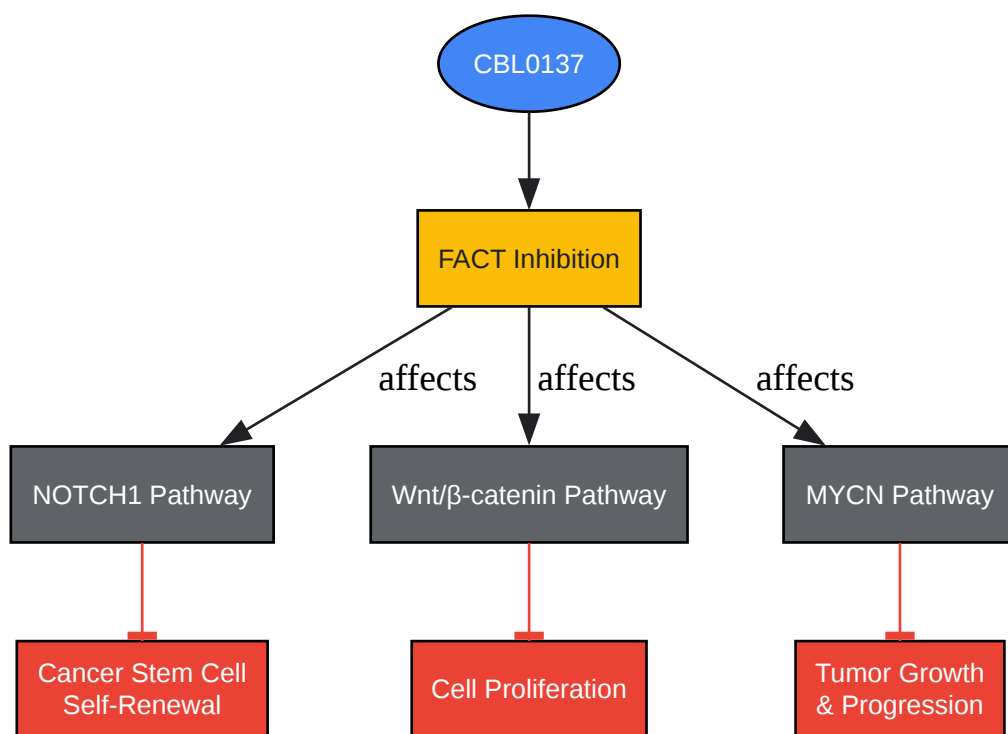 CBL0137
FACT Inhibition
affects
affects
affects
NOTCH1 Pathway
Wnt/β-catenin Pathway
MYCN Pathway
Cancer Stem Cell
Self-Renewal
Cell Proliferation
Tumor Growth
& Progression